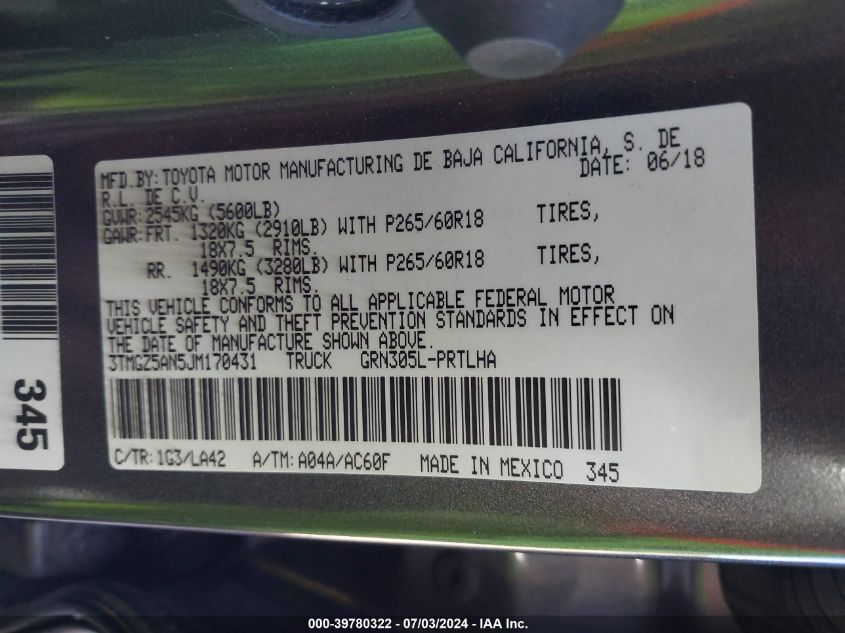 MFD.BY: TOYOTA MOTOR MANUFACTURING DE BAJA CALIFORNIA, S. DE
R.L. DE C.V. DATE: 06/18
GVWR: 2545KG (5600LB)
GAWR: FRT. 1320KG (2910LB) WITH P265/60R18 TIRES,
18X7.5 RIMS.
RR. 1490KG (3280LB) WITH P265/60R18 TIRES,
18X7.5 RIMS.
THIS VEHICLE CONFORMS TO ALL APPLICABLE FEDERAL MOTOR
VEHICLE SAFETY AND THEFT PREVENTION STANDARDS IN EFFECT ON
THE DATE OF MANUFACTURE SHOWN ABOVE.
3TMGZ5AN5JM170431 TRUCK GRN305L-PRTLHA
C/TR: 1G3/LA42 A/TM: A04A/AC60F MADE IN MEXICO 345
345
000-39780322 - 07/03/2024 - IAA Inc.